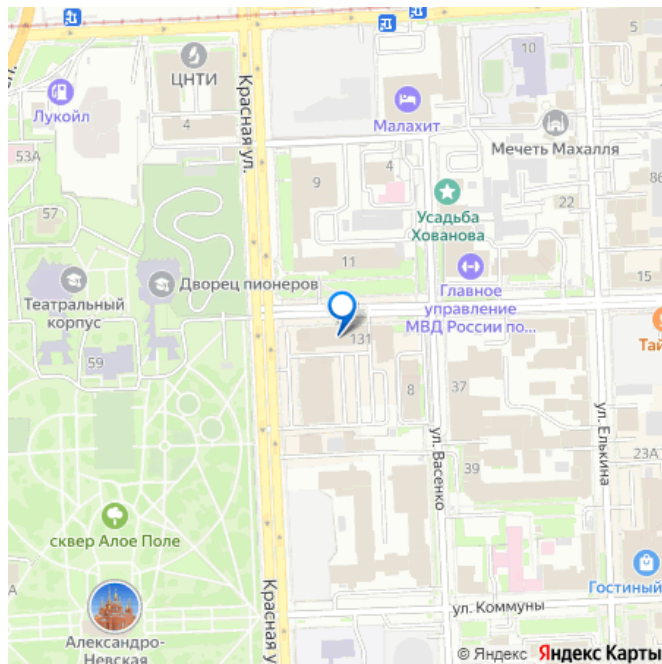 ЦНТИ
10
5
Лукойл
Малахит
4
Красная ул.
Мечеть Махалля
53А
4
9
86
57
22
Усадьба
Хованова
11
Дворец пионеров
15
Театральный
корпус
Главное
управление
МВД России по...
131
Тай
59
37
8
ул. Васенко
ул. Елькина
39
23А
сквер Алое Поле
Гостиный
Красная у
ул. Коммуны
Александро-
Невская
© Яндекс Яндекс Карты